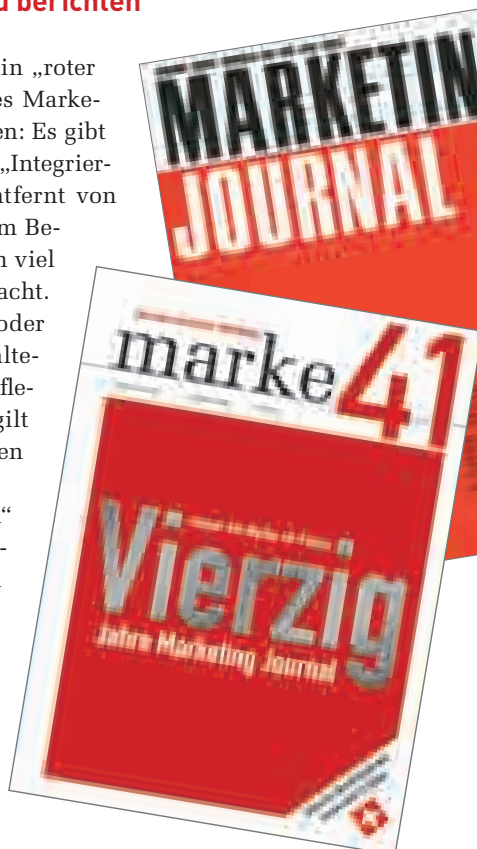 u berichten
in „roter
es Marke-
en: Es gibt
„Integrier-
tfernt von
m Be-
n viel
acht.
oder
alte-
fle-
gilt
en
“
-
MARKETIN
JOURNAL
marke41
Vierzig
Jahre Marketing Journal